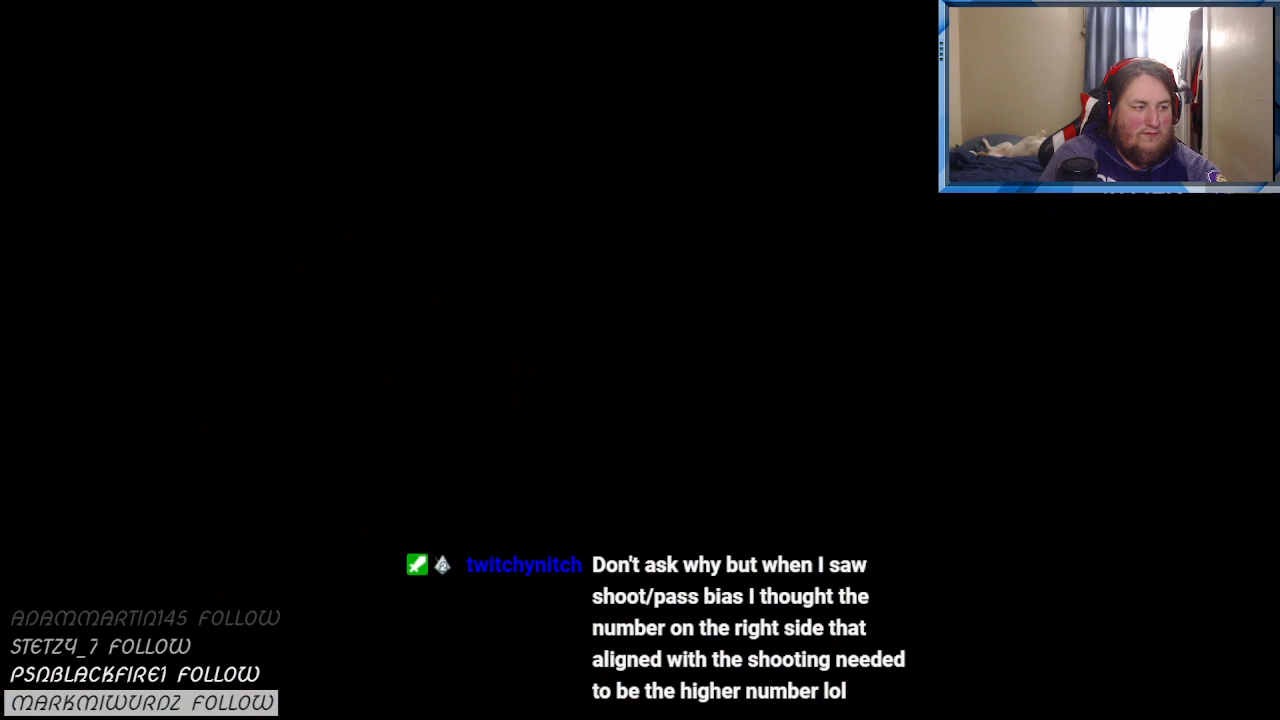 twitchynitch Don't ask why but when I saw
shoot/pass bias I thought the
number on the right side that
aligned with the shooting needed
to be the higher number lol
ADAMMARTIN145 FOLLOW
STETZY_7 FOLLOW
PSNBLACKFIRE1 FOLLOW
MARKMIWURDZ FOLLOW